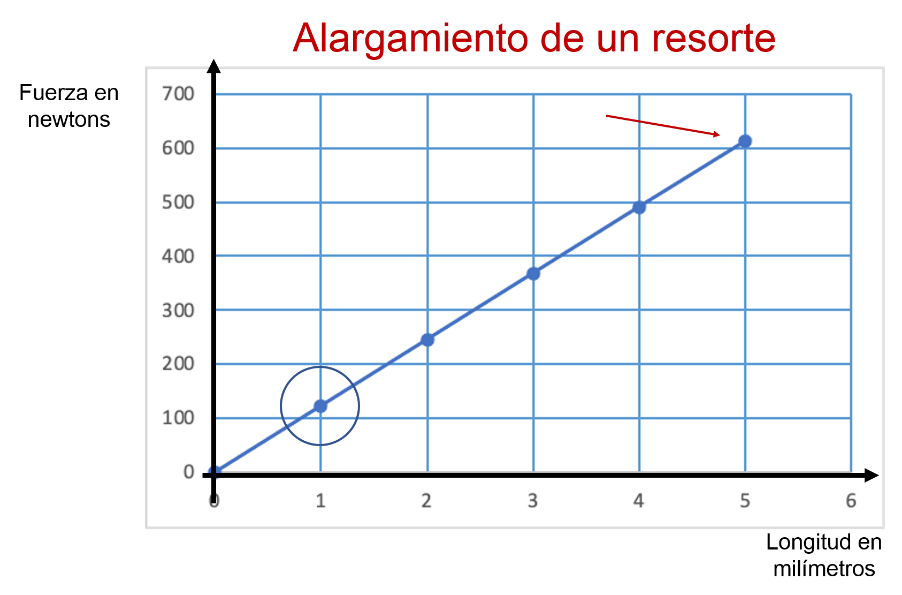 Alargamiento de un resorte
Fuerza en
newtons
700
600
500
400
300
200
100
0
0 1 2 3 4 5 6
Longitud en
milímetros